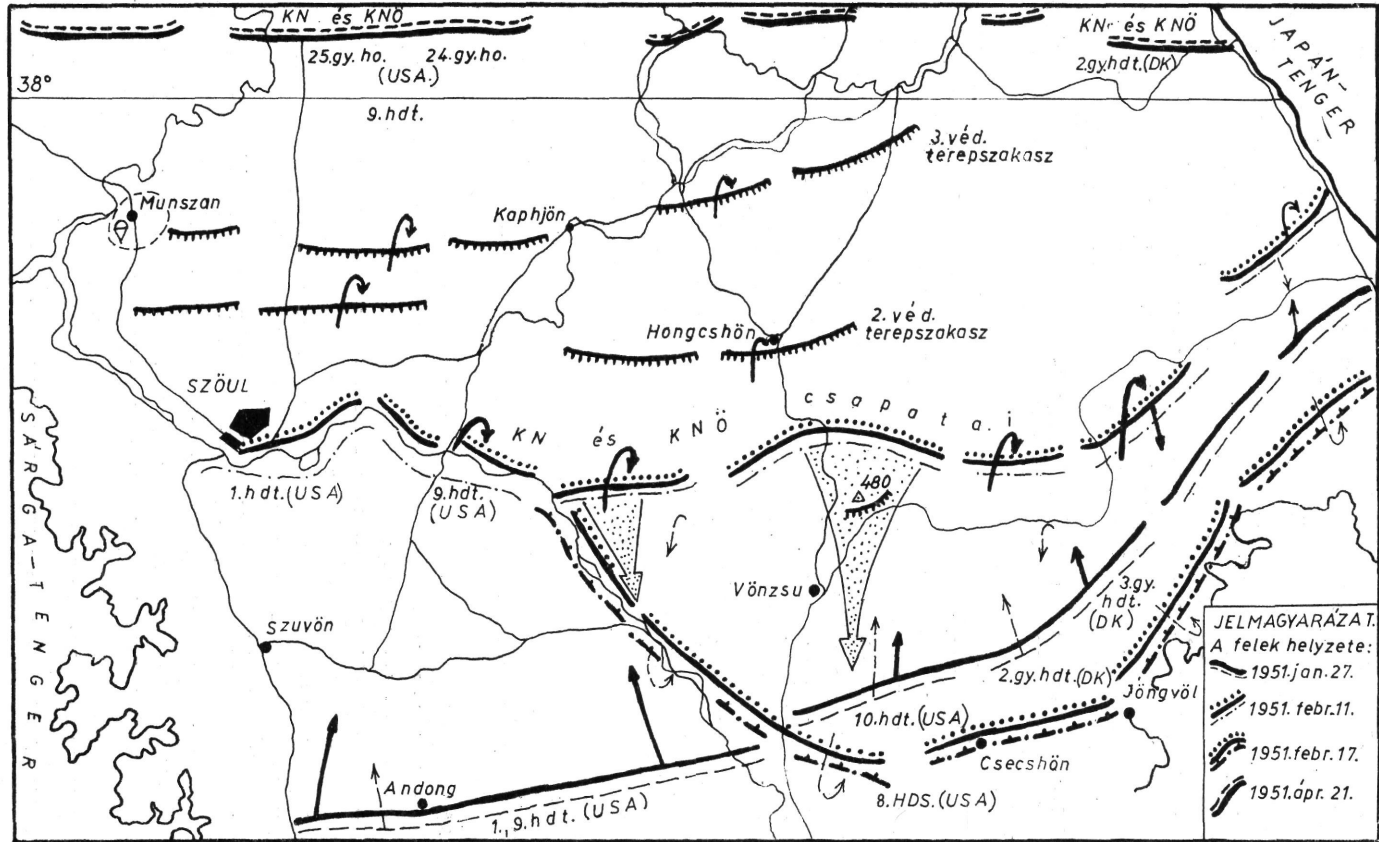 KN és KNÖ
25.gy.ho. 24.gy.ho.
(USA.)
KN és KNÖ
2.gy.hdt.(DK)
JAPÁN-
TENGER
38°
9.hdt.
3.véd.
terepszakasz
Munszan
Kaphjön
Hongcshön
2.véd.
terepszakasz
SZÖUL
SÁRGA-TENGER
KN és KNÖ csapatai
1.hdt.(USA)
9.hdt.
(USA)
480
Vönzsu
Szuvön
3.gy.
hdt.
(DK)
2.gy.hdt.(DK)
Jöngvöl
10.hdt.(USA)
Csecshön
8.HDS.(USA)
Andong
1.,9.hdt.(USA)
JELMAGYARÁZAT.
A felek helyzete:
1951.jan.27.
1951.febr.11.
1951.febr.17.
1951.ápr.21.